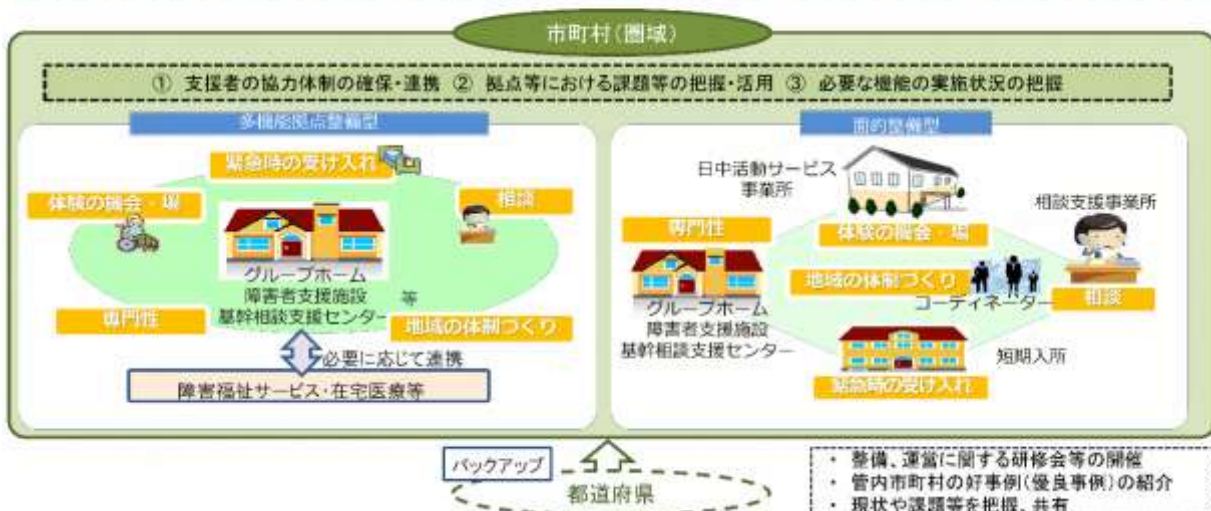 市町村(圏域)
① 支援者の協力体制の確保・連携 ② 拠点等における課題等の把握・活用 ③ 必要な機能の実施状況の把握
多機能拠点整備型
緊急時の受け入れ
体験の機会・場
相談
グループホーム
障害者支援施設 等
基幹相談支援センター
専門性
地域の体制づくり
必要に応じて連携
障害福祉サービス・在宅医療等
面的整備型
日中活動サービス
事業所
相談支援事業所
専門性
体験の機会・場
地域の体制づくり
コーディネーター
相談
グループホーム
障害者支援施設
基幹相談支援センター
短期入所
緊急時の受け入れ
バックアップ
都道府県
・ 整備、運営に関する研修会等の開催
・ 管内市町村の好事例(優良事例)の紹介
・ 現状や課題等を把握、共有